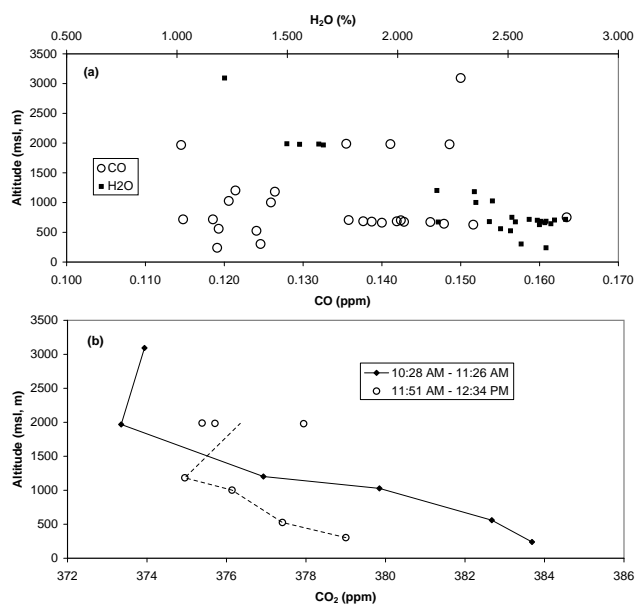 H₂O (%)
0.500 1.000 1.500 2.000 2.500 3.000
3500
3000
2500
2000
1500
1000
500
0
Altitude (msl, m)
(a)
CO
H2O
0.100 0.110 0.120 0.130 0.140 0.150 0.160 0.170
CO (ppm)
3500
3000
2500
2000
1500
1000
500
0
Altitude (msl, m)
(b)
10:28 AM - 11:26 AM
11:51 AM - 12:34 PM
372 374 376 378 380 382 384 386
CO₂ (ppm)